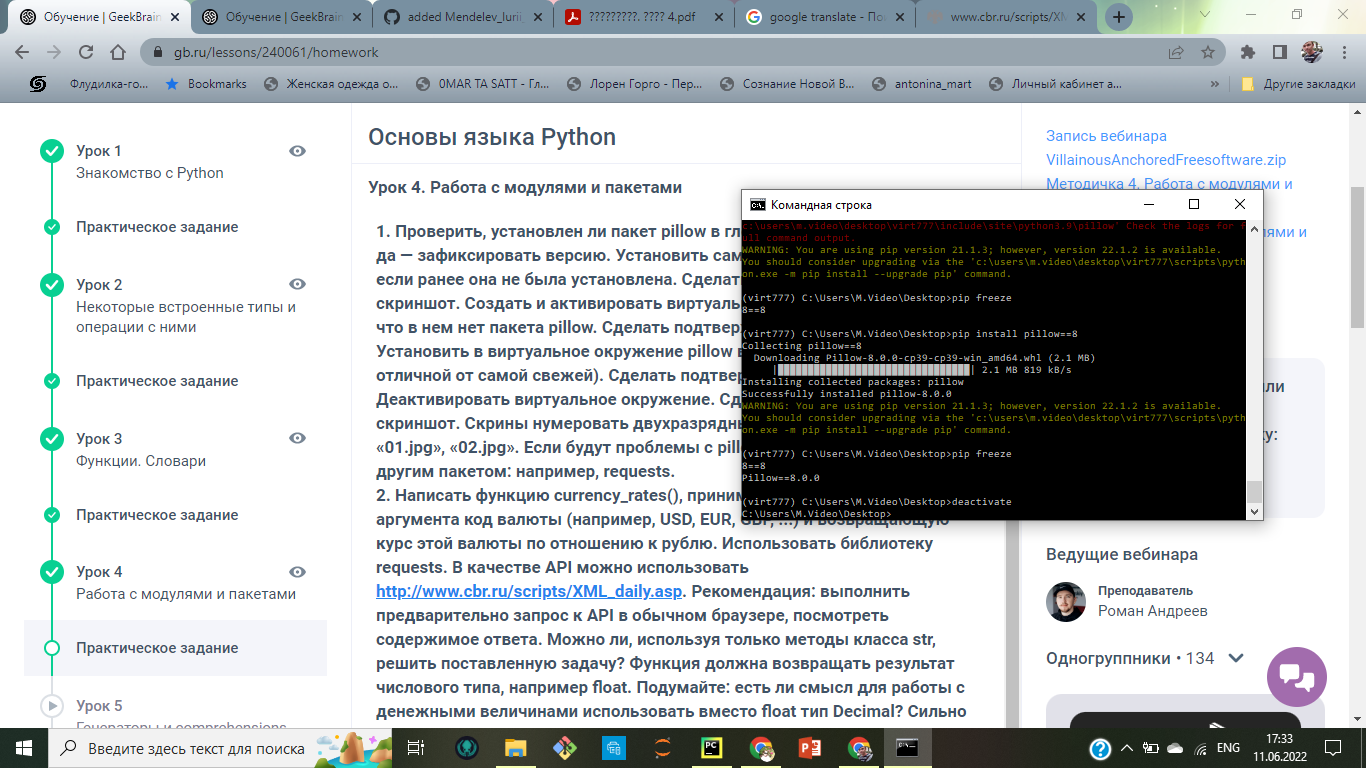 Обучение | GeekBrain
Обучение | GeekBrain
added Mendelev_Iurii_
?????????. ???? 4.pdf
google translate - По
www.cbr.ru/scripts/XM
gb.ru/lessons/240061/homework
Флудилка-го...
Bookmarks
Женская одежда о...
0MAR TA SATT - Гл...
Лорен Горго - Пер...
Сознание Новой В...
antonina_mart
Личный кабинет а...
»
Другие закладки
Урок 1
Знакомство с Python
Практическое задание
Урок 2
Некоторые встроенные типы и
операции с ними
Практическое задание
Урок 3
Функции. Словари
Практическое задание
Урок 4
Работа с модулями и пакетами
Практическое задание
Урок 5
Генераторы и comprehensions
Основы языка Python
Урок 4. Работа с модулями и пакетами
1. Проверить, установлен ли пакет pillow в гл
да — зафиксировать версию. Установить сам
если ранее она не была установлена. Сделат
скриншот. Создать и активировать виртуаль
что в нем нет пакета pillow. Сделать подтвер
Установить в виртуальное окружение pillow в
отличной от самой свежей). Сделать подтвер
Деактивировать виртуальное окружение. Сд
скриншот. Скрины нумеровать двухразрядны
«01.jpg», «02.jpg». Если будут проблемы с pill
другим пакетом: например, requests.
2. Написать функцию currency_rates(), приним
аргумента код валюты (например, USD, EUR, GBP, ...) и возвращающую
курс этой валюты по отношению к рублю. Использовать библиотеку
requests. В качестве API можно использовать
http://www.cbr.ru/scripts/XML_daily.asp. Рекомендация: выполнить
предварительно запрос к API в обычном браузере, посмотреть
содержимое ответа. Можно ли, используя только методы класса str,
решить поставленную задачу? Функция должна возвращать результат
числового типа, например float. Подумайте: есть ли смысл для работы с
денежными величинами использовать вместо float тип Decimal? Сильно
Запись вебинара
VillainousAnchoredFreesoftware.zip
Методичка 4. Работа с модулями и
лями и
Командная строка
c:\users\m.video\desktop\virt777\include\site\python3.9\pillow' Check the logs for f
ull command output.
WARNING: You are using pip version 21.1.3; however, version 22.1.2 is available.
You should consider upgrading via the 'c:\users\m.video\desktop\virt777\scripts\pyth
on.exe -m pip install --upgrade pip' command.
(virt777) C:\Users\M.Video\Desktop>pip freeze
8==8
(virt777) C:\Users\M.Video\Desktop>pip install pillow==8
Collecting pillow==8
Downloading Pillow-8.0.0-cp39-cp39-win_amd64.whl (2.1 MB)
2.1 MB 819 kB/s
Installing collected packages: pillow
Successfully installed pillow-8.0.0
WARNING: You are using pip version 21.1.3; however, version 22.1.2 is available.
You should consider upgrading via the 'c:\users\m.video\desktop\virt777\scripts\pyth
on.exe -m pip install --upgrade pip' command.
(virt777) C:\Users\M.Video\Desktop>pip freeze
8==8
Pillow==8.0.0
(virt777) C:\Users\M.Video\Desktop>deactivate
C:\Users\M.Video\Desktop>
ли
ку:
Ведущие вебинара
Преподаватель
Роман Андреев
Одногруппники • 134
Введите здесь текст для поиска
ENG
17:33
11.06.2022